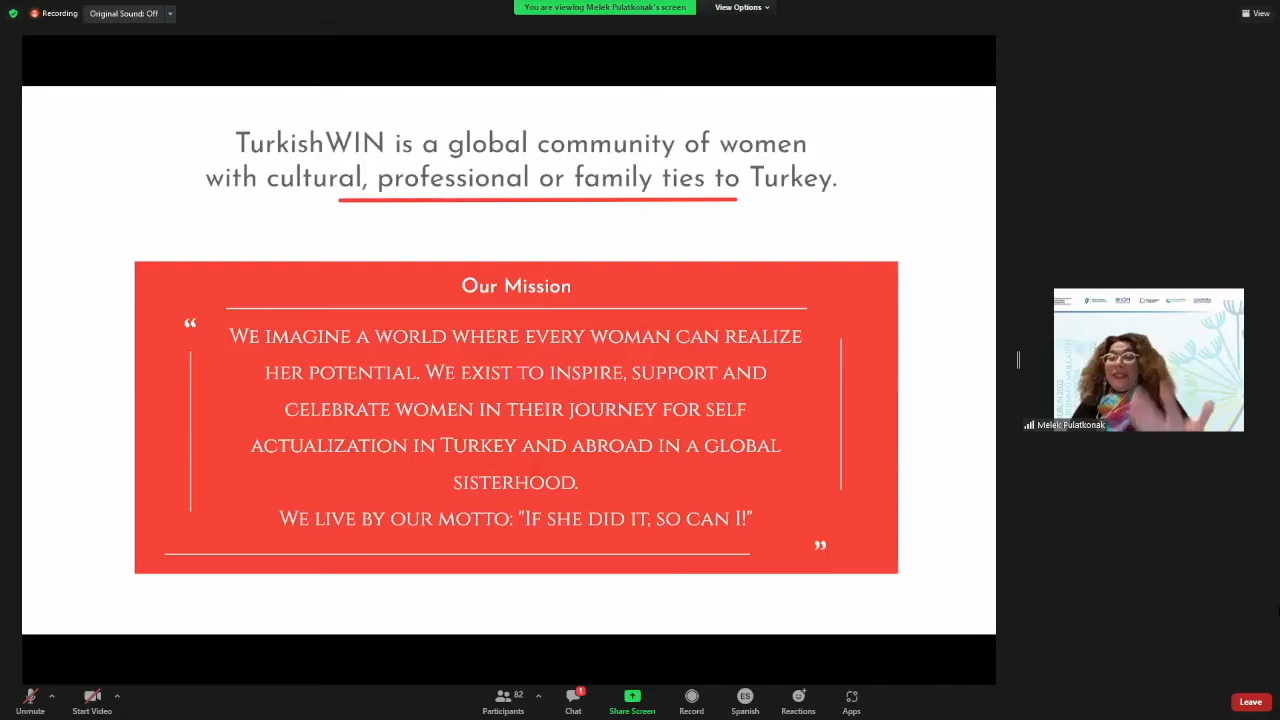 Recording
Original Sound: Off
You are viewing Melek Pulatkonak's screen
View Options
View
TurkishWIN is a global community of women
with cultural, professional or family ties to Turkey.
Our Mission
“
We imagine a world where every woman can realize
her potential. We exist to inspire, support and
celebrate women in their journey for self
actualization in Turkey and abroad in a global
sisterhood.
We live by our motto: "If she did it, so can I!"
”
Melek Pulatkonak
Unmute
Start Video
82
Participants
1
Chat
Share Screen
Record
ES
Spanish
Reactions
Apps
Leave